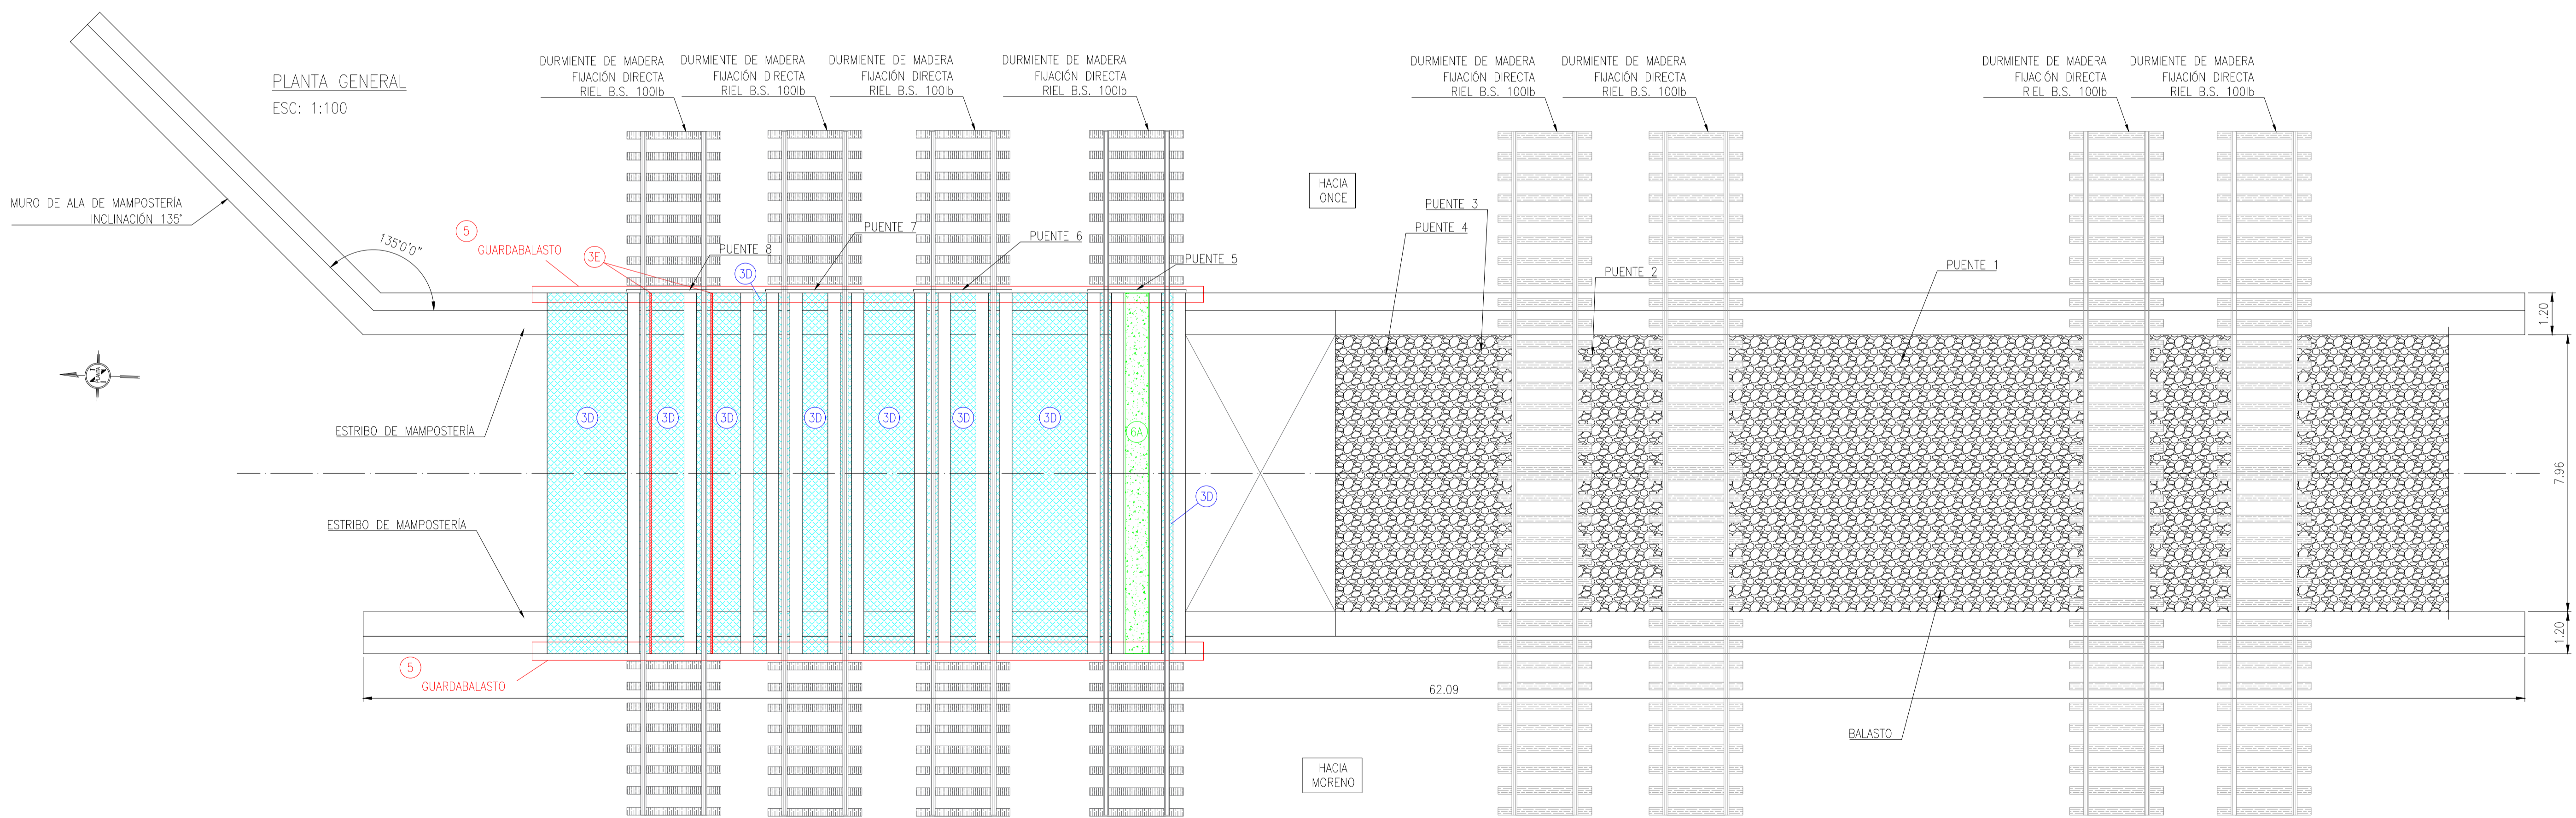 PLANTA GENERAL
ESC: 1:100
DURMIENTE DE MADERA
FIJACIÓN DIRECTA
RIEL B.S. 100lb
DURMIENTE DE MADERA
FIJACIÓN DIRECTA
RIEL B.S. 100lb
DURMIENTE DE MADERA
FIJACIÓN DIRECTA
RIEL B.S. 100lb
DURMIENTE DE MADERA
FIJACIÓN DIRECTA
RIEL B.S. 100lb
DURMIENTE DE MADERA
FIJACIÓN DIRECTA
RIEL B.S. 100lb
DURMIENTE DE MADERA
FIJACIÓN DIRECTA
RIEL B.S. 100lb
DURMIENTE DE MADERA
FIJACIÓN DIRECTA
RIEL B.S. 100lb
DURMIENTE DE MADERA
FIJACIÓN DIRECTA
RIEL B.S. 100lb
MURO DE ALA DE MAMPOSTERÍA
INCLINACIÓN 135°
135°0'0"
HACIA
ONCE
5
GUARDABALASTO
3E
PUENTE 8
3D
PUENTE 7
PUENTE 6
PUENTE 5
PUENTE 4
PUENTE 3
PUENTE 2
PUENTE 1
1.20
3D
3D
3D
3D
3D
3D
3D
6A
ESTRIBO DE MAMPOSTERÍA
7.96
3D
ESTRIBO DE MAMPOSTERÍA
1.20
5
GUARDABALASTO
62.09
BALASTO
HACIA
MORENO